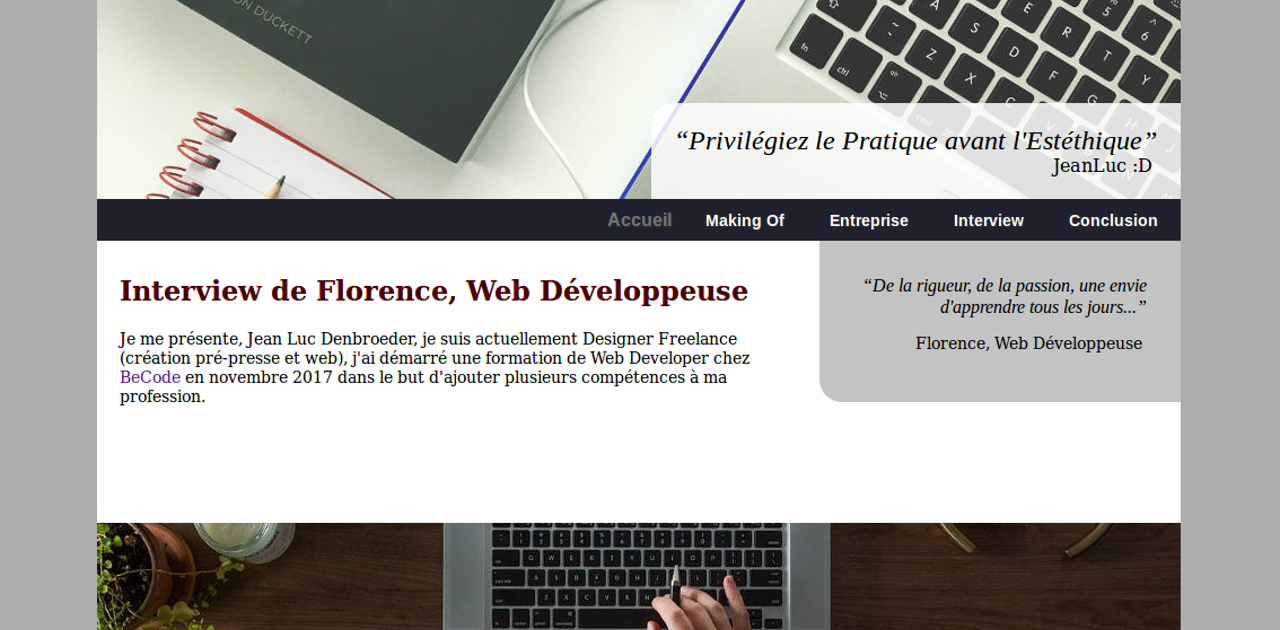 ON DUCKETT
“Privilégiez le Pratique avant l'Estéthique”
JeanLuc :D
Accueil Making Of Entreprise Interview Conclusion
Interview de Florence, Web Développeuse
Je me présente, Jean Luc Denbroeder, je suis actuellement Designer Freelance
(création pré-presse et web), j'ai démarré une formation de Web Developer chez
BeCode en novembre 2017 dans le but d'ajouter plusieurs compétences à ma
profession.
“De la rigueur, de la passion, une envie
d'apprendre tous les jours...”
Florence, Web Développeuse